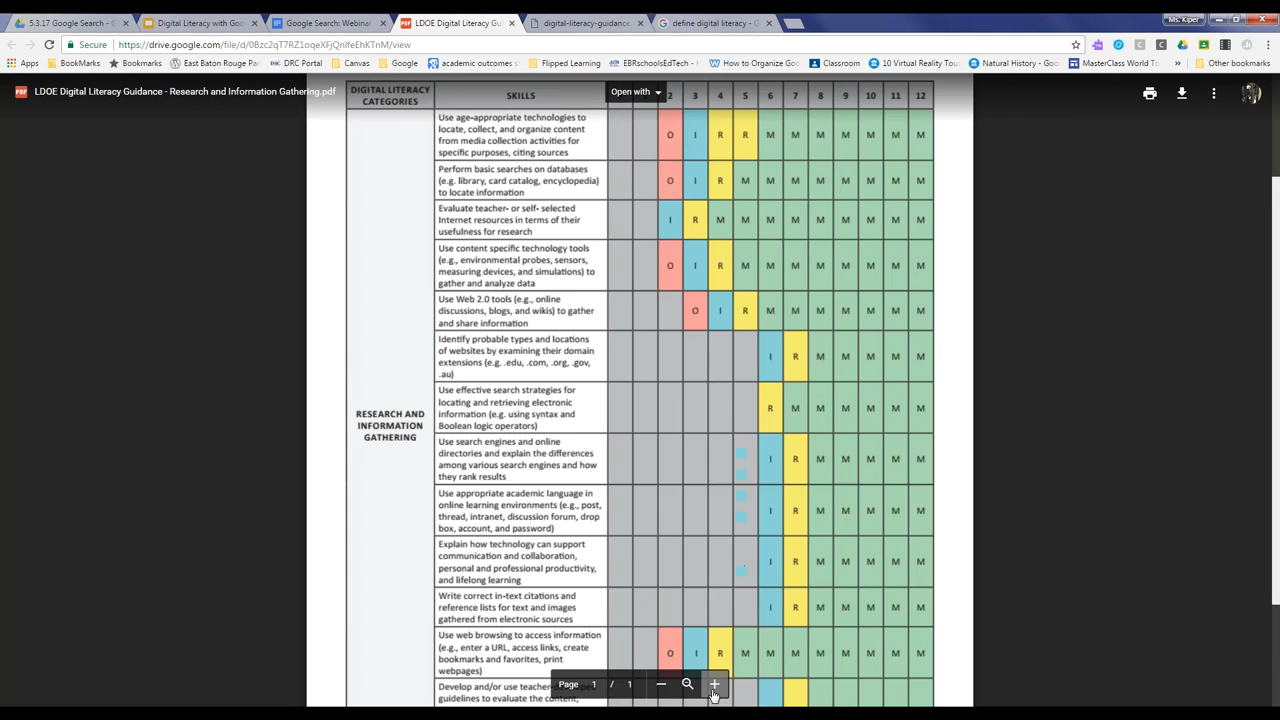 5.3.17 Google Search -
Digital Literacy with Goo
Google Search: Webinar
LDOE Digital Literacy Gui
digital-literacy-guidance
define digital literacy - G
Ms. Kiper
Secure
https://drive.google.com/file/d/0Bzc2qT7RZ1oqeXFjQnlfeEhKTnM/view
Apps
BookMarks
Bookmarks
East Baton Rouge Par
DRC Portal
Canvas
Google
academic outcomes s
Flipped Learning
EBRschoolsEdTech - H
How to Organize Goo
Classroom
10 Virtual Reality Tour
Natural History - Goo
MasterClass World To
»
Other bookmarks
LDOE Digital Literacy Guidance - Research and Information Gathering.pdf
Open with
DIGITAL LITERACY
CATEGORIES
SKILLS
2 3 4 5 6 7 8 9 10 11 12
RESEARCH AND
INFORMATION
GATHERING
Use age-appropriate technologies to
locate, collect, and organize content
from media collection activities for
specific purposes, citing sources
O I R R M M M M M M M
Perform basic searches on databases
(e.g. library, card catalog, encyclopedia)
to locate information
O I R M M M M M M M M
Evaluate teacher- or self- selected
Internet resources in terms of their
usefulness for research
I R M M M M M M M M M
Use content specific technology tools
(e.g., environmental probes, sensors,
measuring devices, and simulations) to
gather and analyze data
O I R M M M M M M M M
Use Web 2.0 tools (e.g., online
discussions, blogs, and wikis) to gather
and share information
O I R M M M M M M M
Identify probable types and locations
of websites by examining their domain
extensions (e.g. .edu, .com, .org, .gov,
.au)
I R M M M M M
Use effective search strategies for
locating and retrieving electronic
information (e.g. using syntax and
Boolean logic operators)
R M M M M M M
Use search engines and online
directories and explain the differences
among various search engines and how
they rank results
I R M M M M M
Use appropriate academic language in
online learning environments (e.g., post,
thread, intranet, discussion forum, drop
box, account, and password)
I R M M M M M
Explain how technology can support
communication and collaboration,
personal and professional productivity,
and lifelong learning
I R M M M M M
Write correct in-text citations and
reference lists for text and images
gathered from electronic sources
I R M M M M M
Use web browsing to access information
(e.g., enter a URL, access links, create
bookmarks and favorites, print
webpages)
O I R M M M M M M M M
Develop and/or use teacher-
guidelines to evaluate the content,
Page 1 / 1